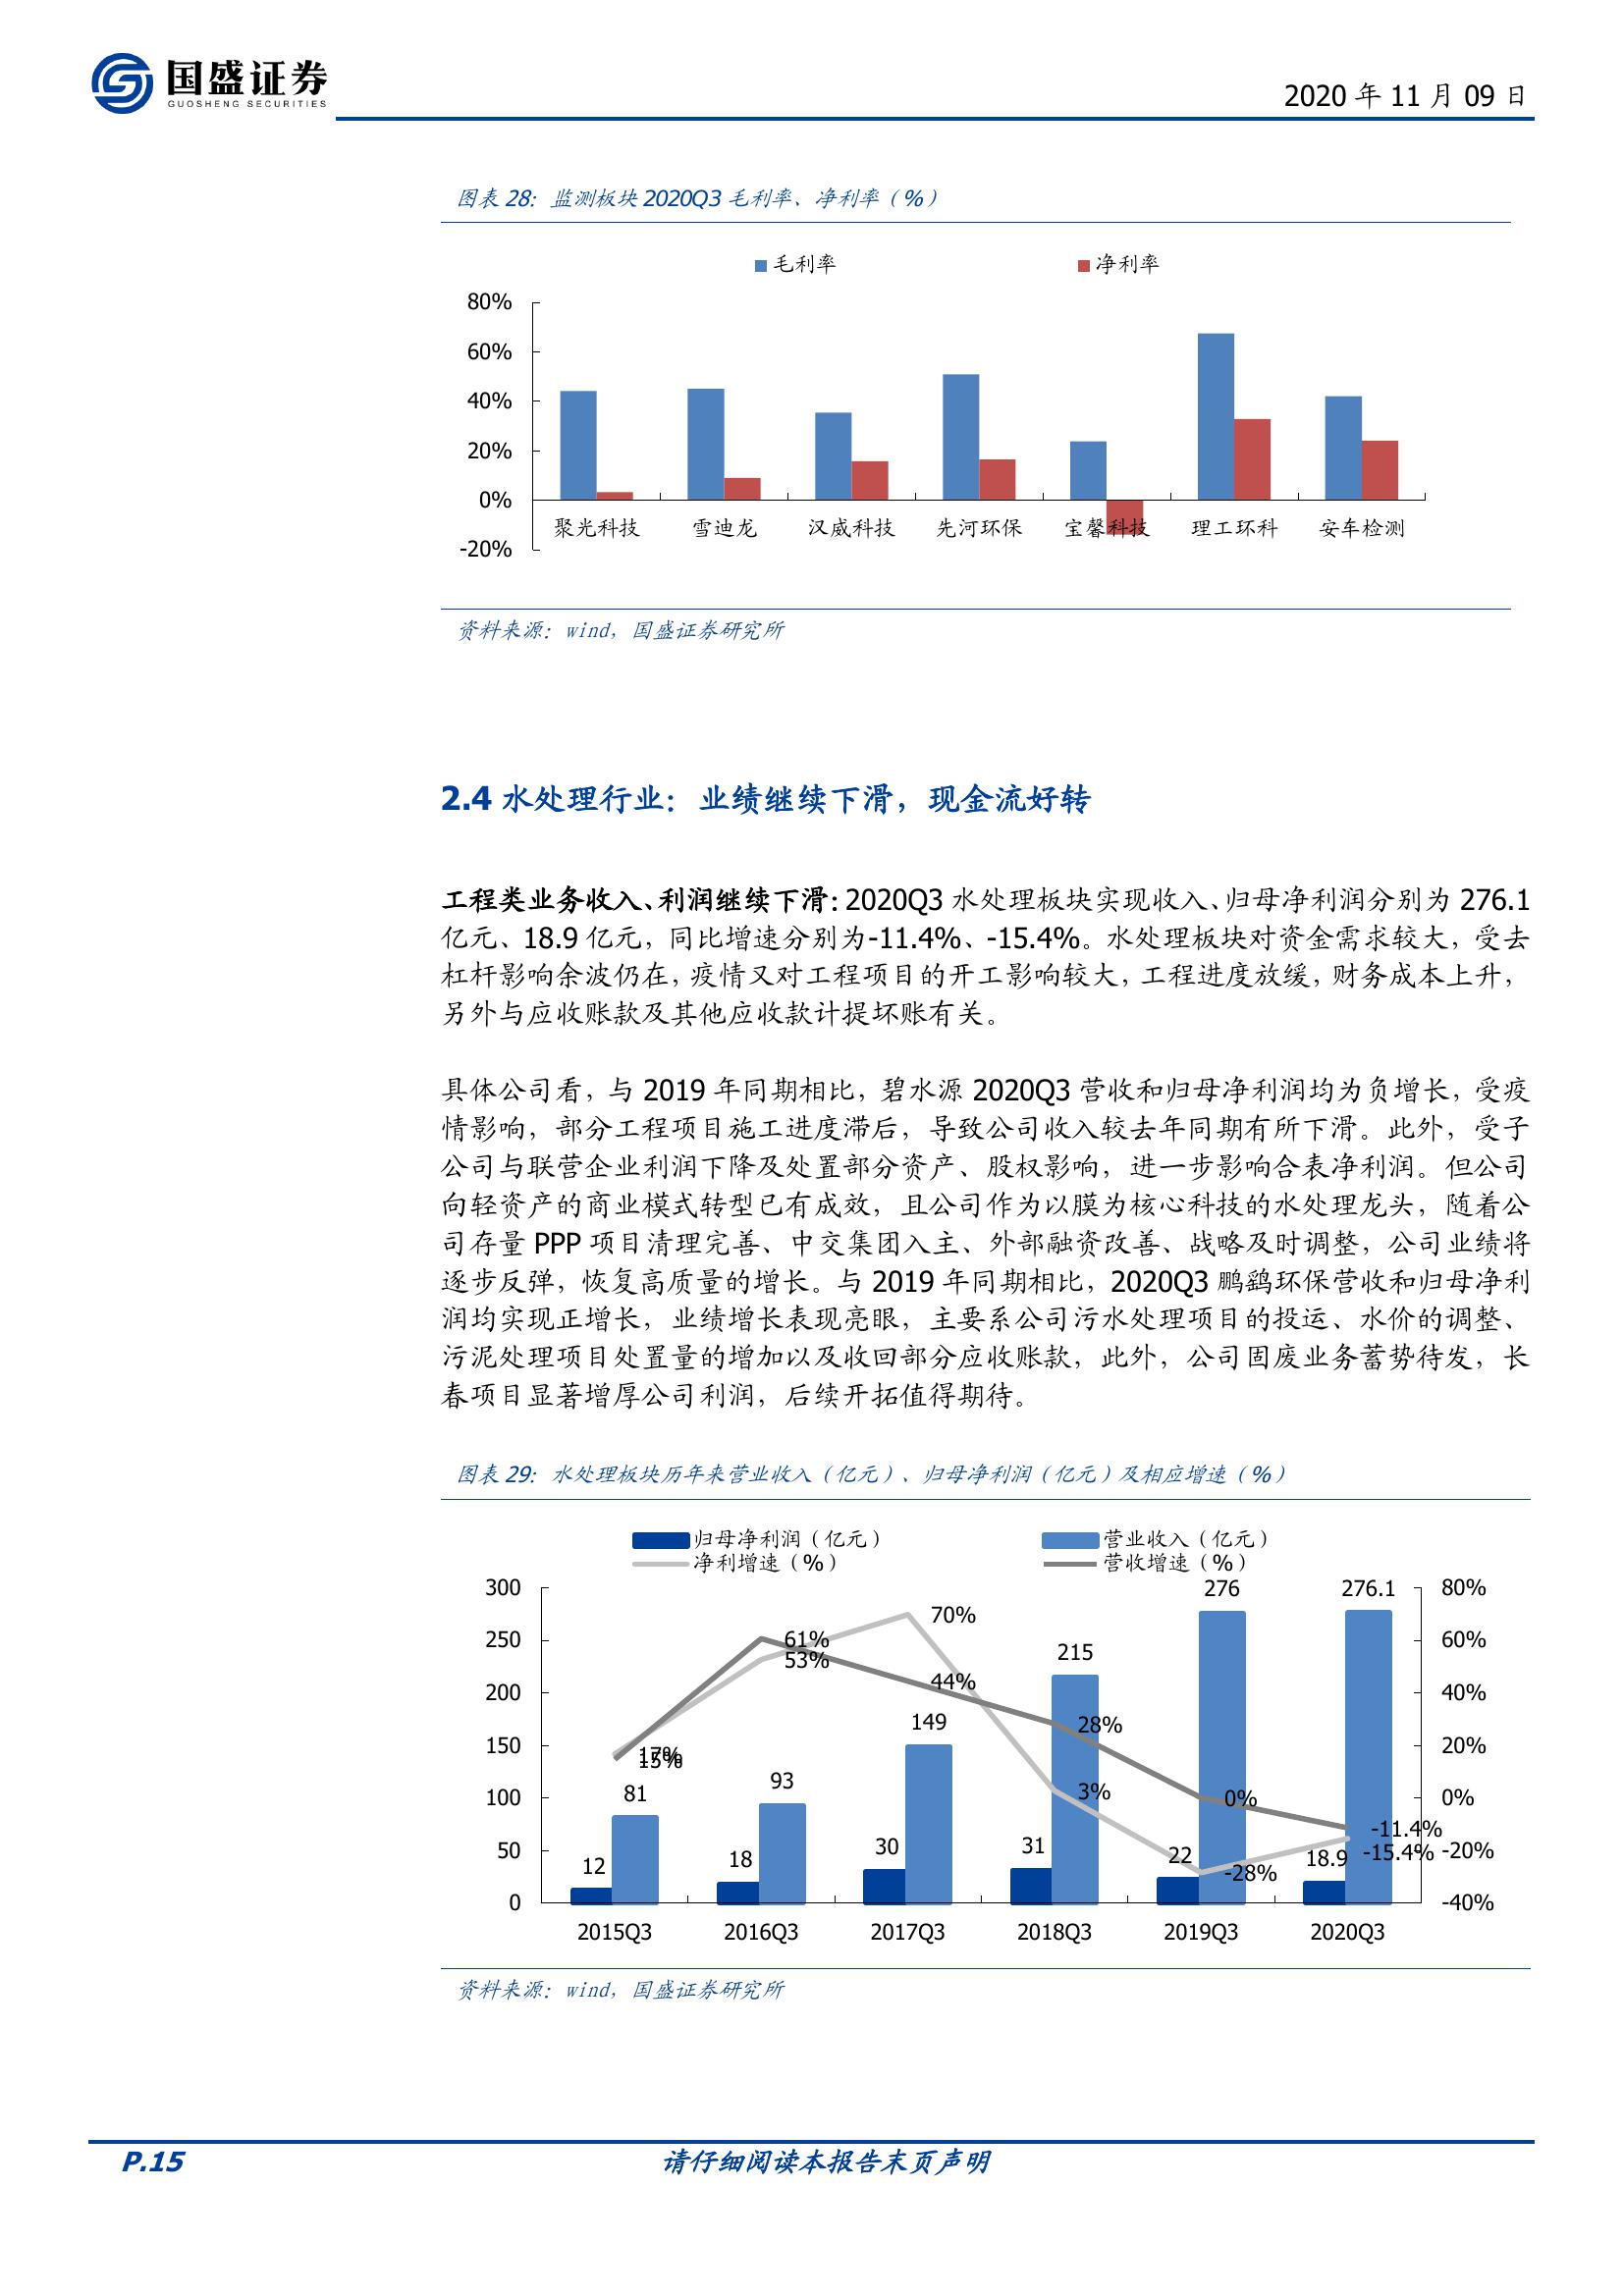 国盛证券
GUOSHENG SECURITIES
2020 年 11 月 09 日
图表 28：监测板块 2020Q3 毛利率、净利率（%）
毛利率 净利率
80%
60%
40%
20%
0%
-20%
聚光科技 雪迪龙 汉威科技 先河环保 宝馨科技 理工环科 安车检测
资料来源：wind，国盛证券研究所
2.4 水处理行业：业绩继续下滑，现金流好转
工程类业务收入、利润继续下滑：2020Q3 水处理板块实现收入、归母净利润分别为 276.1
亿元、18.9 亿元，同比增速分别为-11.4%、-15.4%。水处理板块对资金需求较大，受去
杠杆影响余波仍在，疫情又对工程项目的开工影响较大，工程进度放缓，财务成本上升，
另外与应收账款及其他应收款计提坏账有关。
具体公司看，与 2019 年同期相比，碧水源 2020Q3 营收和归母净利润均为负增长，受疫
情影响，部分工程项目施工进度滞后，导致公司收入较去年同期有所下滑。此外，受子
公司与联营企业利润下降及处置部分资产、股权影响，进一步影响合表净利润。但公司
向轻资产的商业模式转型已有成效，且公司作为以膜为核心科技的水处理龙头，随着公
司存量 PPP 项目清理完善、中交集团入主、外部融资改善、战略及时调整，公司业绩将
逐步反弹，恢复高质量的增长。与 2019 年同期相比，2020Q3 鹏鹞环保营收和归母净利
润均实现正增长，业绩增长表现亮眼，主要系公司污水处理项目的投运、水价的调整、
污泥处理项目处置量的增加以及收回部分应收账款，此外，公司固废业务蓄势待发，长
春项目显著增厚公司利润，后续开拓值得期待。
图表 29：水处理板块历年来营业收入（亿元）、归母净利润（亿元）及相应增速（%）
归母净利润（亿元） 营业收入（亿元）
净利增速（%） 营收增速（%）
300 276 276.1 80%
70%
250 61% 60%
53% 215
200 44% 40%
149 28%
150 17% 20%
15%
93
100 81 3% 0% 0%
-11.4%
50 12 18 30 31 22 18.9 -15.4% -20%
-28%
0 -40%
2015Q3 2016Q3 2017Q3 2018Q3 2019Q3 2020Q3
资料来源：wind，国盛证券研究所
P.15 请仔细阅读本报告末页声明